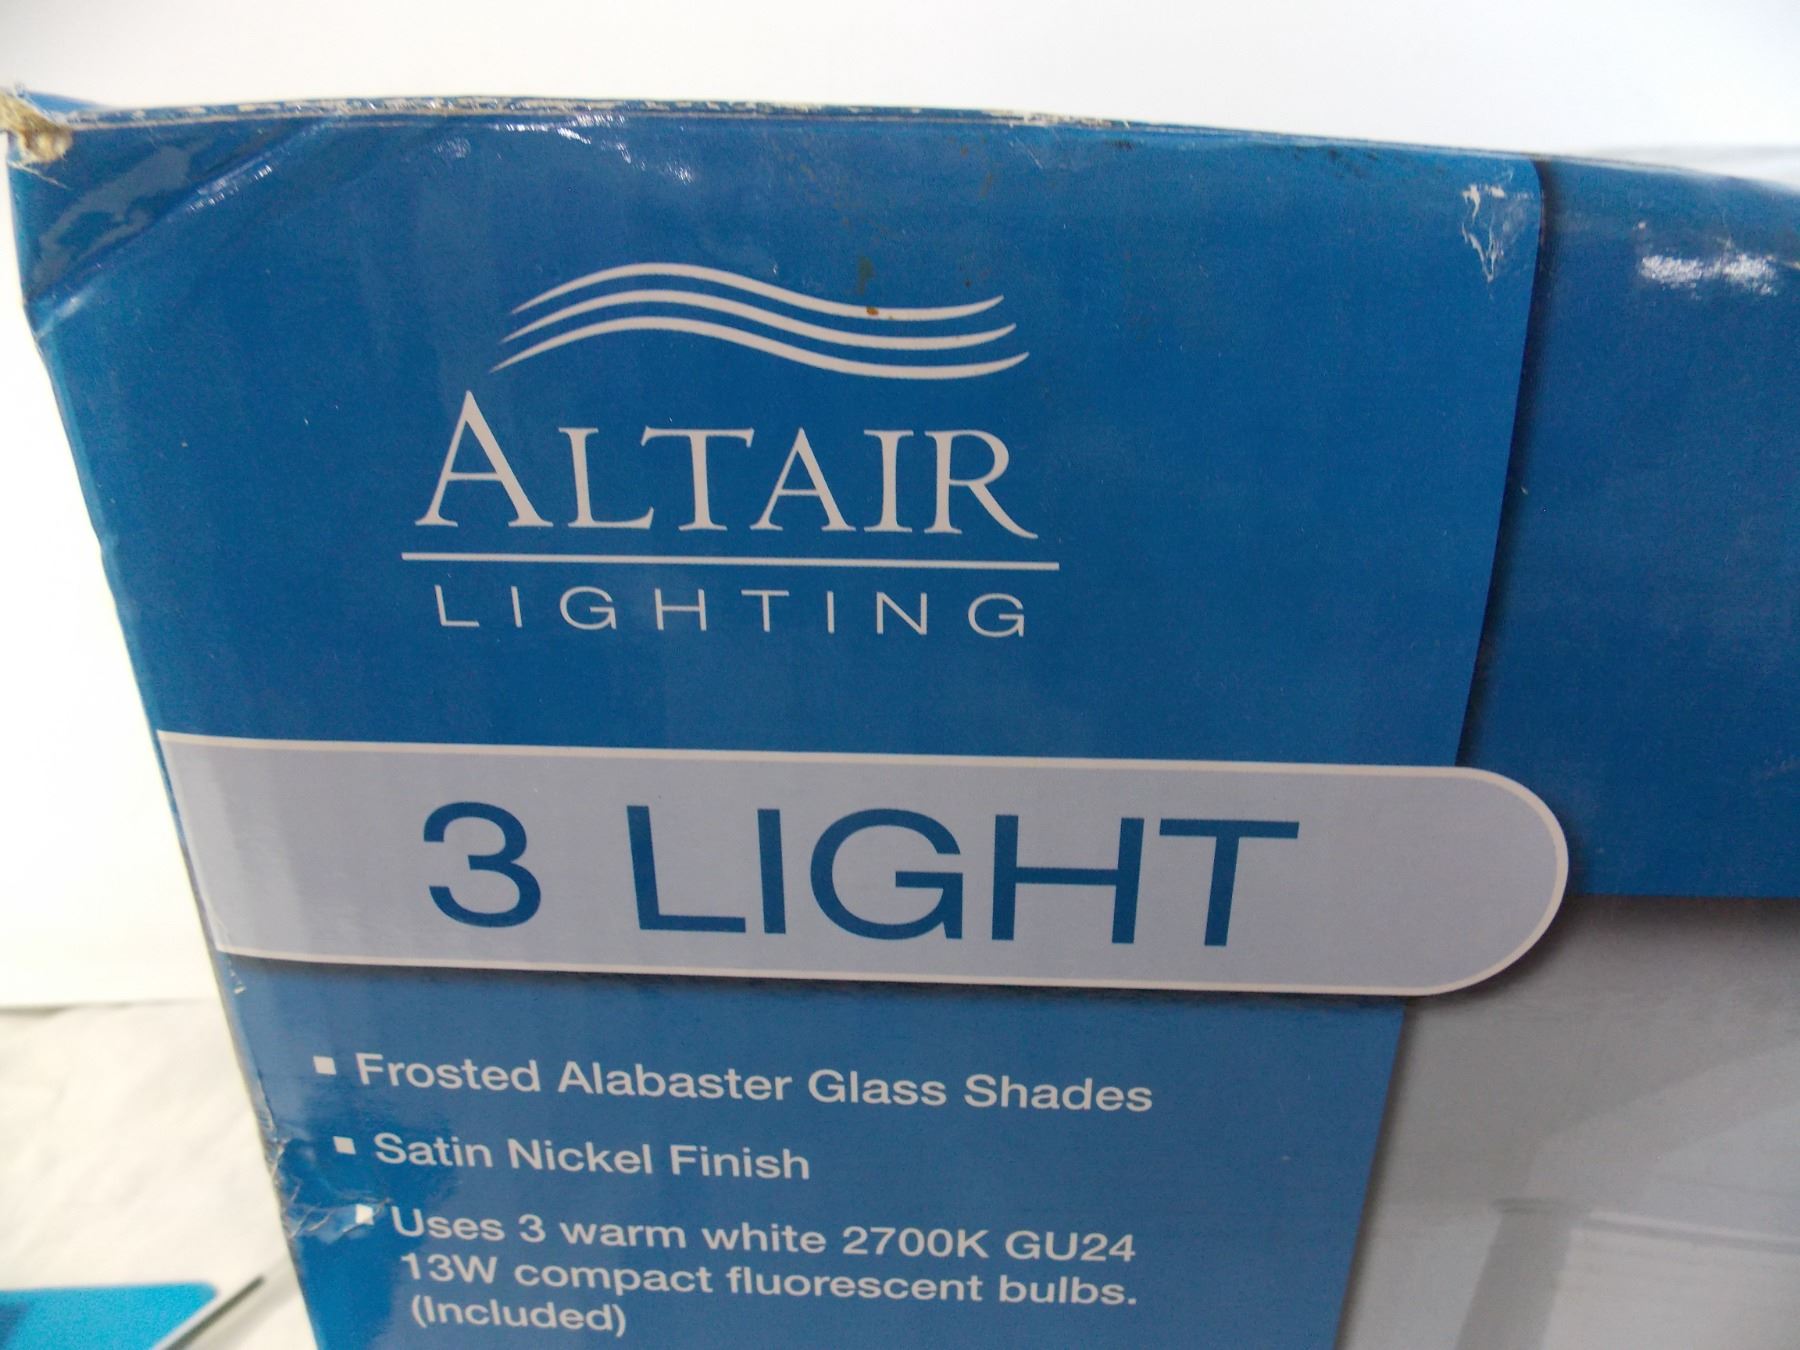 ALTAIR
LIGHTING
3 LIGHT
▪ Frosted Alabaster Glass Shades
▪ Satin Nickel Finish
▪ Uses 3 warm white 2700K GU24
13W compact fluorescent bulbs.
(Included)